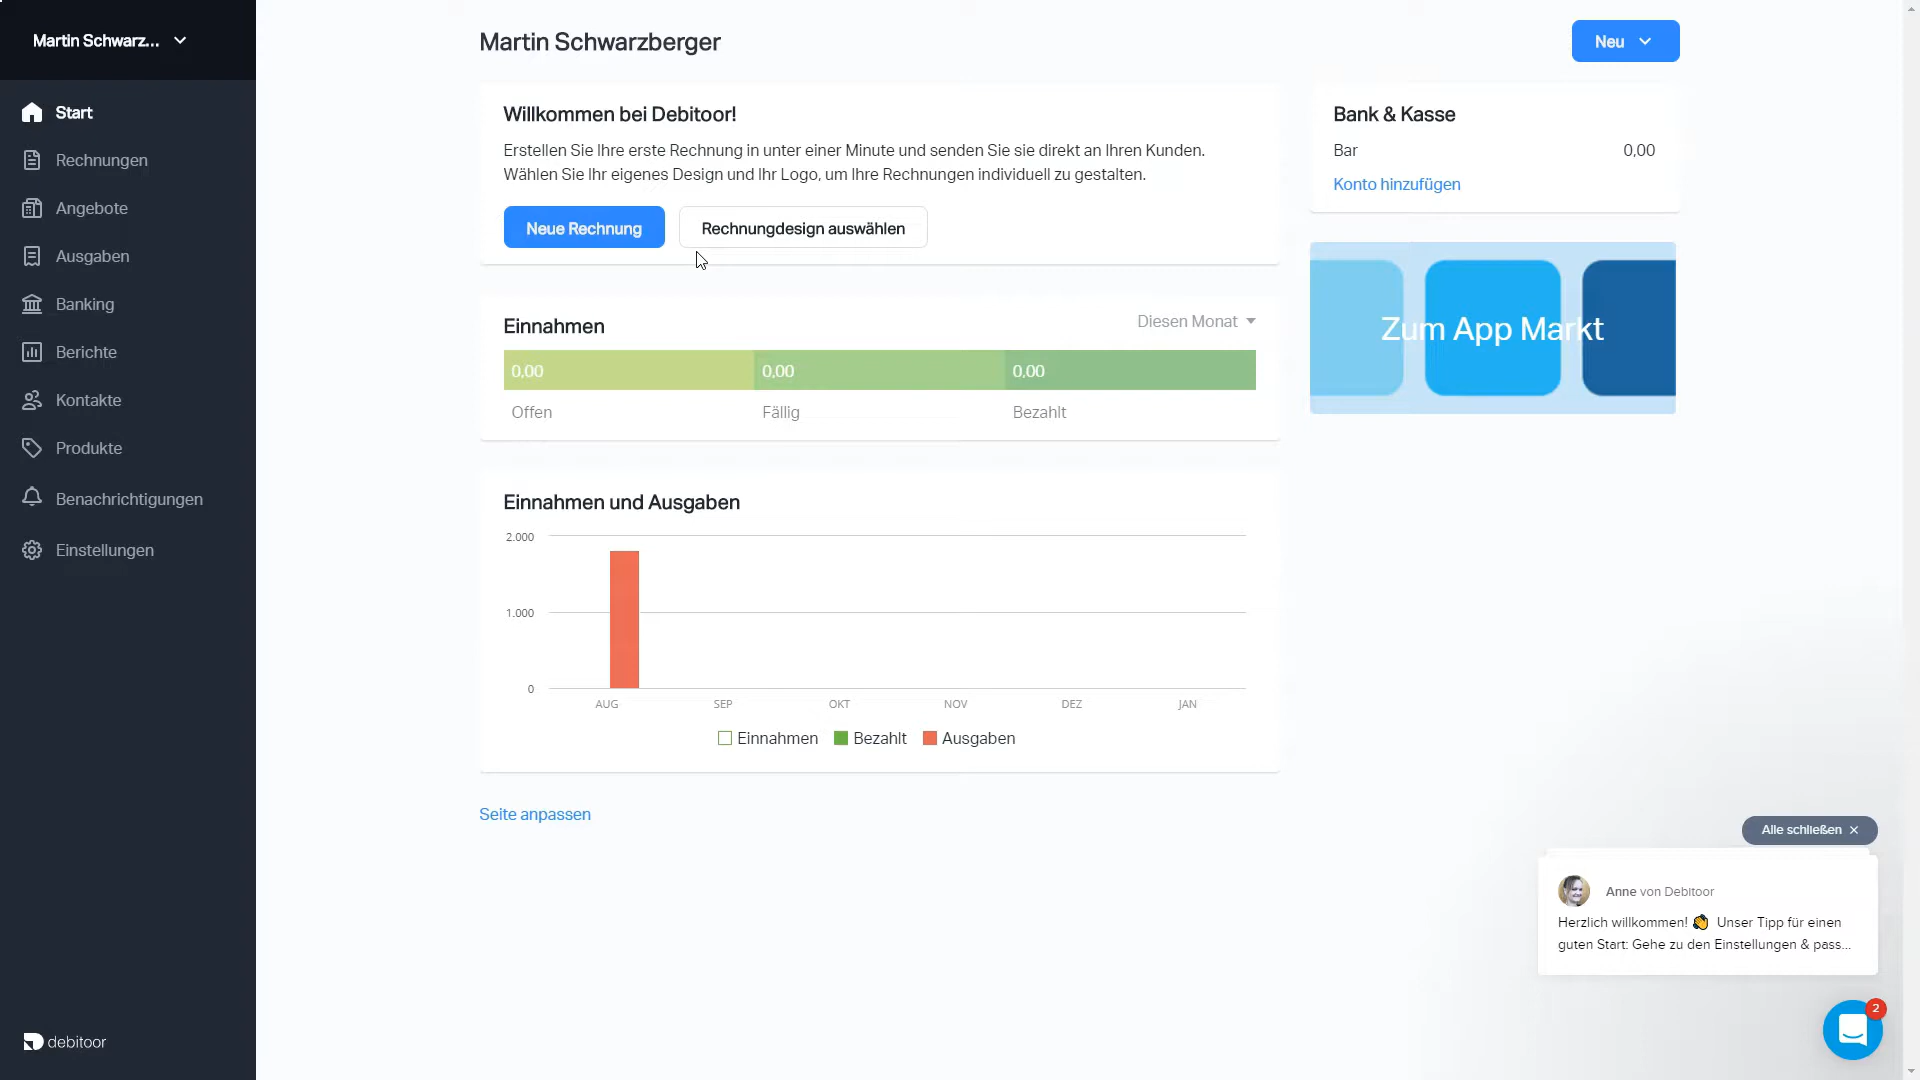 Martin Schwarz...
Start
Rechnungen
Angebote
Ausgaben
Banking
Berichte
Kontakte
Produkte
Benachrichtigungen
Einstellungen
debitoor
Martin Schwarzberger
Neu
Willkommen bei Debitoor!
Erstellen Sie Ihre erste Rechnung in unter einer Minute und senden Sie sie direkt an Ihren Kunden.
Wählen Sie Ihr eigenes Design und Ihr Logo, um Ihre Rechnungen individuell zu gestalten.
Neue Rechnung
Rechnungdesign auswählen
Bank & Kasse
Bar 0,00
Konto hinzufügen
Zum App Markt
Einnahmen
Diesen Monat
0,00 0,00 0,00
Offen Fällig Bezahlt
Einnahmen und Ausgaben
2.000
1.000
0
AUG SEP OKT NOV DEZ JAN
Einnahmen Bezahlt Ausgaben
Seite anpassen
Alle schließen
Anne von Debitoor
Herzlich willkommen! 👏 Unser Tipp für einen
guten Start: Gehe zu den Einstellungen & pass...
2